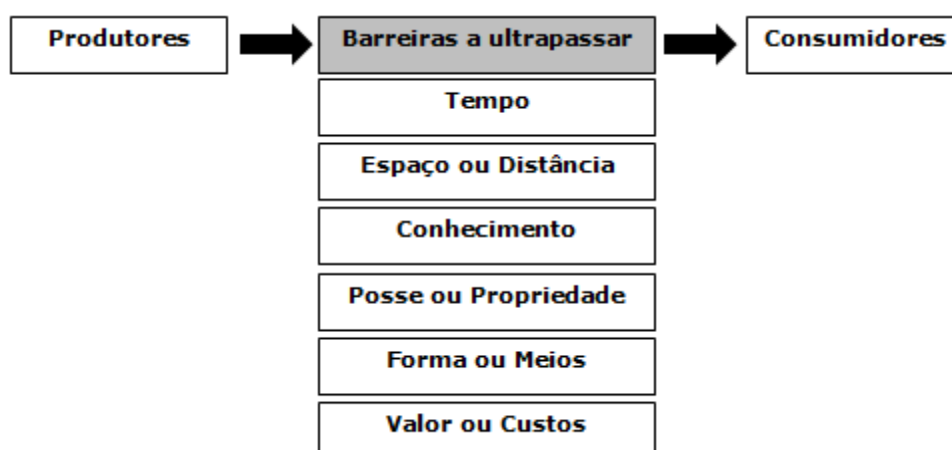 Produtores
Barreiras a ultrapassar
Consumidores
Tempo
Espaço ou Distância
Conhecimento
Posse ou Propriedade
Forma ou Meios
Valor ou Custos